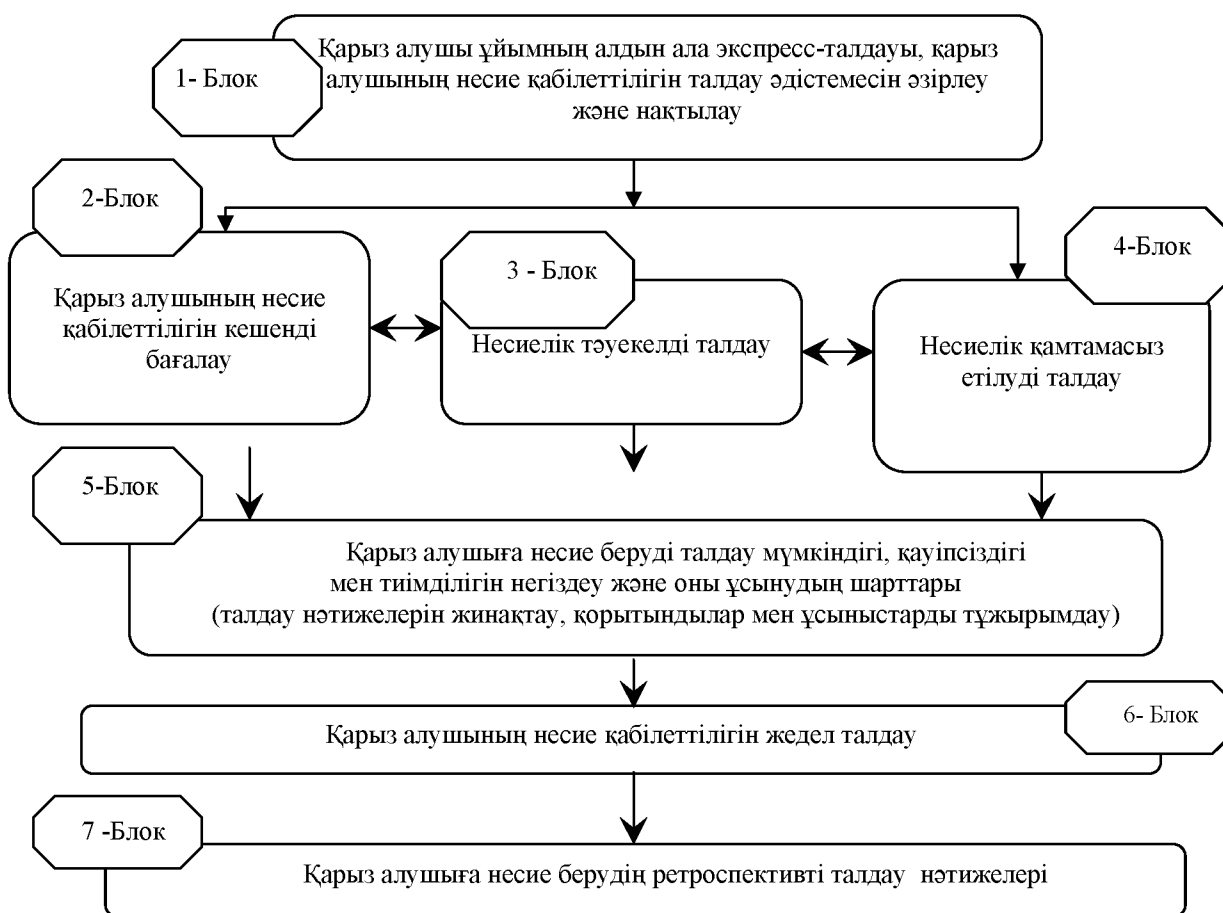 1- Блок
Қарыз алушы ұйымның алдын ала экспресс-талдауы, қарыз
алушының несие қабілеттілігін талдау әдістемесін әзірлеу
және нақтылау
2-Блок
Қарыз алушының несие
қабілеттілігін кешенді
бағалау
3 - Блок
Несиелік тәуекелді талдау
4-Блок
Несиелік қамтамасыз
етілуді талдау
5-Блок
Қарыз алушыға несие беруді талдау мүмкіндігі, қауіпсіздігі
мен тиімділігін негіздеу және оны ұсынудың шарттары
(талдау нәтижелерін жинақтау, қорытындылар мен ұсыныстарды тұжырымдау)
6- Блок
Қарыз алушының несие қабілеттілігін жедел талдау
7 -Блок
Қарыз алушыға несие берудің ретроспективті талдау нәтижелері